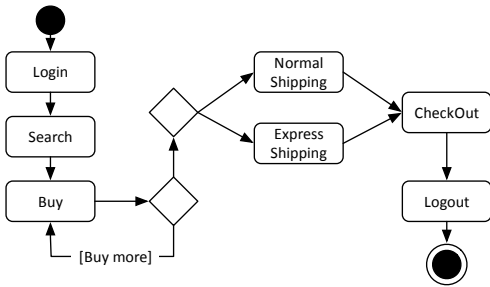 Login
Search
Buy
[Buy more]
Normal
Shipping
Express
Shipping
CheckOut
Logout